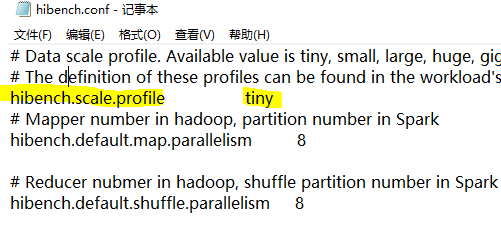 hibench.conf - 记事本
文件(F) 编辑(E) 格式(O) 查看(V) 帮助(H)
# Data scale profile. Available value is tiny, small, large, huge,
# The definition of these profiles can be found in the workload's
hibench.scale.profile tiny
# Mapper number in hadoop, partition number in Spark
hibench.default.map.parallelism 8
# Reducer nubmer in hadoop, shuffle partition number in Spark
hibench.default.shuffle.parallelism 8